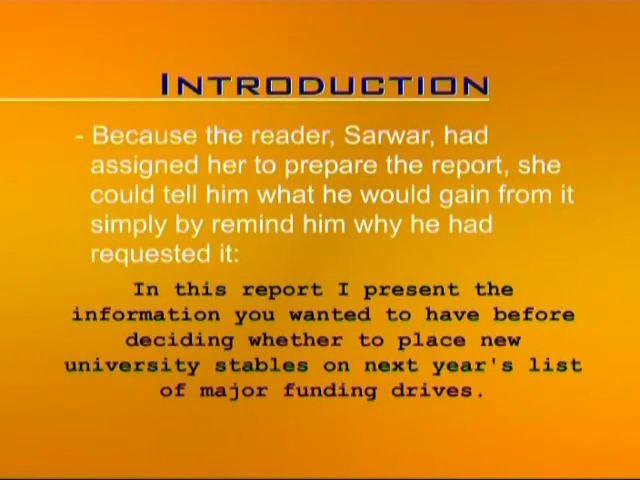 INTRODUCTION
- Because the reader, Sarwar, had
assigned her to prepare the report, she
could tell him what he would gain from it
simply by remind him why he had
requested it:
In this report I present the
information you wanted to have before
deciding whether to place new
university stables on next year's list
of major funding drives.